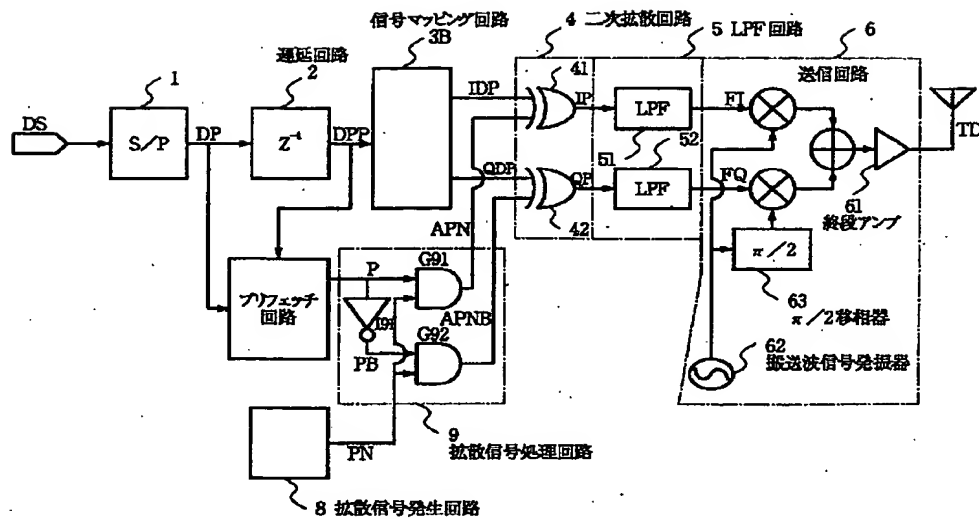 信号マッピング回路
3B
4 二次拡散回路
5 LPF 回路
6
遅延回路
2
1
41
送信回路
DS
S/P
DP
Z⁻¹
DPP
IDP
IP
LPF
FI
TD
51
52
QDP
QP
LPF
FQ
42
61
終段アンプ
APN
π/2
G91
P
プリフェッチ
回路
I91
APNB
G92
PB
63
π/2移相器
62
搬送波信号発振器
PN
9
拡散信号処理回路
8 拡散信号発生回路